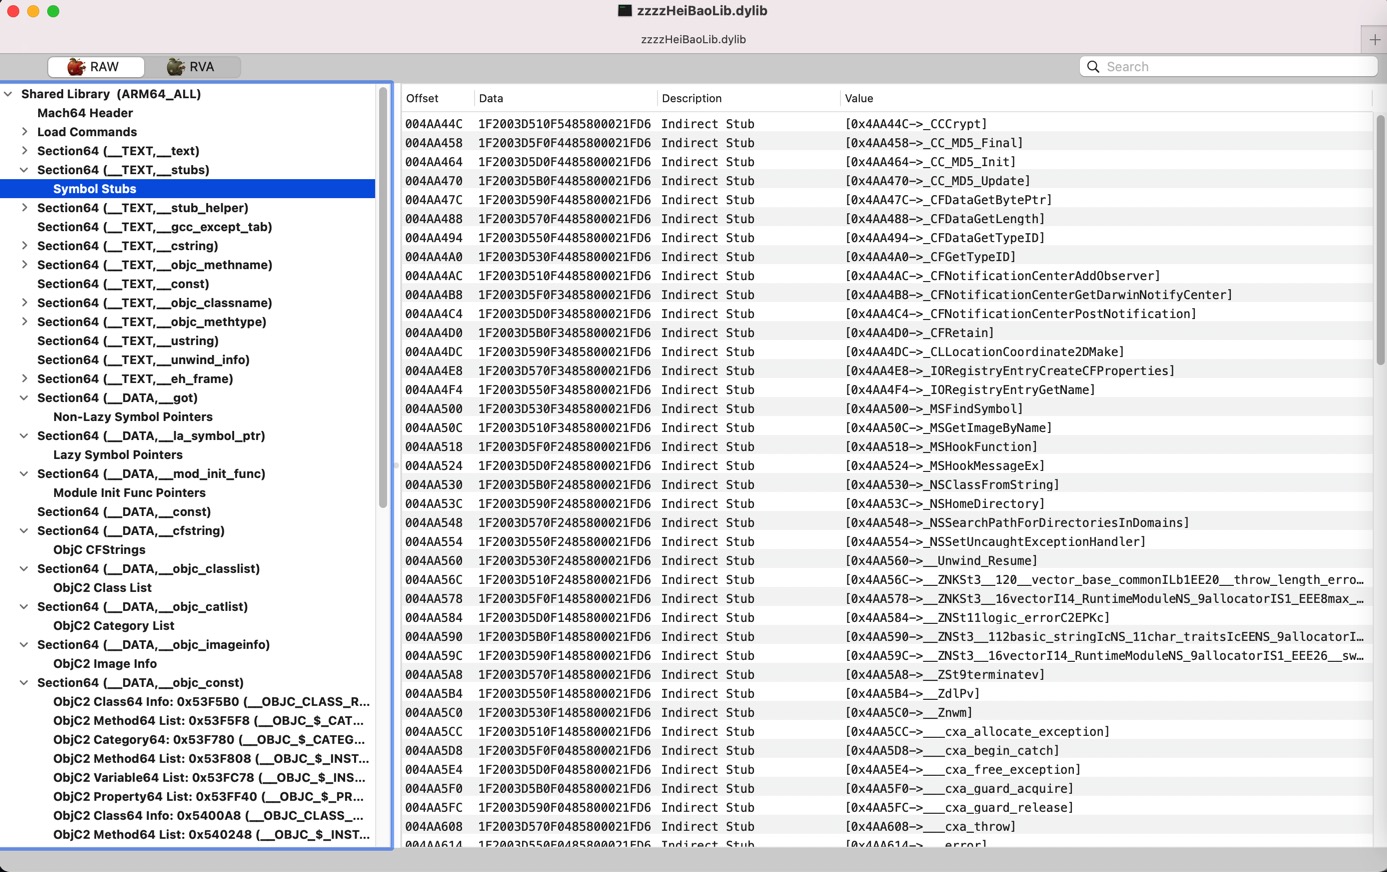 zzzzHeiBaoLib.dylib
zzzzHeiBaoLib.dylib
RAW
RVA
Search
Shared Library (ARM64_ALL)
Mach64 Header
Load Commands
Section64 (__TEXT,__text)
Section64 (__TEXT,__stubs)
Symbol Stubs
Section64 (__TEXT,__stub_helper)
Section64 (__TEXT,__gcc_except_tab)
Section64 (__TEXT,__cstring)
Section64 (__TEXT,__objc_methname)
Section64 (__TEXT,__const)
Section64 (__TEXT,__objc_classname)
Section64 (__TEXT,__objc_methtype)
Section64 (__TEXT,__ustring)
Section64 (__TEXT,__unwind_info)
Section64 (__TEXT,__eh_frame)
Section64 (__DATA,__got)
Non-Lazy Symbol Pointers
Section64 (__DATA,__la_symbol_ptr)
Lazy Symbol Pointers
Section64 (__DATA,__mod_init_func)
Module Init Func Pointers
Section64 (__DATA,__const)
Section64 (__DATA,__cfstring)
ObjC CFStrings
Section64 (__DATA,__objc_classlist)
ObjC2 Class List
Section64 (__DATA,__objc_catlist)
ObjC2 Category List
Section64 (__DATA,__objc_imageinfo)
ObjC2 Image Info
Section64 (__DATA,__objc_const)
ObjC2 Class64 Info: 0x53F5B0 (__OBJC_CLASS_R...
ObjC2 Method64 List: 0x53F5F8 (__OBJC_$_CAT...
ObjC2 Category64: 0x53F780 (__OBJC_$_CATEG...
ObjC2 Method64 List: 0x53F808 (__OBJC_$_INST...
ObjC2 Variable64 List: 0x53FC78 (__OBJC_$_INS...
ObjC2 Property64 List: 0x53FF40 (__OBJC_$_PR...
ObjC2 Class64 Info: 0x5400A8 (__OBJC_CLASS_...
ObjC2 Method64 List: 0x540248 (__OBJC_$_INST...
Offset Data Description Value
004AA44C 1F2003D510F5485800021FD6 Indirect Stub [0x4AA44C->_CCCrypt]
004AA458 1F2003D5F0F4485800021FD6 Indirect Stub [0x4AA458->_CC_MD5_Final]
004AA464 1F2003D5D0F4485800021FD6 Indirect Stub [0x4AA464->_CC_MD5_Init]
004AA470 1F2003D5B0F4485800021FD6 Indirect Stub [0x4AA470->_CC_MD5_Update]
004AA47C 1F2003D590F4485800021FD6 Indirect Stub [0x4AA47C->_CFDataGetBytePtr]
004AA488 1F2003D570F4485800021FD6 Indirect Stub [0x4AA488->_CFDataGetLength]
004AA494 1F2003D550F4485800021FD6 Indirect Stub [0x4AA494->_CFDataGetTypeID]
004AA4A0 1F2003D530F4485800021FD6 Indirect Stub [0x4AA4A0->_CFGetTypeID]
004AA4AC 1F2003D510F4485800021FD6 Indirect Stub [0x4AA4AC->_CFNotificationCenterAddObserver]
004AA4B8 1F2003D5F0F3485800021FD6 Indirect Stub [0x4AA4B8->_CFNotificationCenterGetDarwinNotifyCenter]
004AA4C4 1F2003D5D0F3485800021FD6 Indirect Stub [0x4AA4C4->_CFNotificationCenterPostNotification]
004AA4D0 1F2003D5B0F3485800021FD6 Indirect Stub [0x4AA4D0->_CFRetain]
004AA4DC 1F2003D590F3485800021FD6 Indirect Stub [0x4AA4DC->_CLLocationCoordinate2DMake]
004AA4E8 1F2003D570F3485800021FD6 Indirect Stub [0x4AA4E8->_IORegistryEntryCreateCFProperties]
004AA4F4 1F2003D550F3485800021FD6 Indirect Stub [0x4AA4F4->_IORegistryEntryGetName]
004AA500 1F2003D530F3485800021FD6 Indirect Stub [0x4AA500->_MSFindSymbol]
004AA50C 1F2003D510F3485800021FD6 Indirect Stub [0x4AA50C->_MSGetImageByName]
004AA518 1F2003D5F0F2485800021FD6 Indirect Stub [0x4AA518->_MSHookFunction]
004AA524 1F2003D5D0F2485800021FD6 Indirect Stub [0x4AA524->_MSHookMessageEx]
004AA530 1F2003D5B0F2485800021FD6 Indirect Stub [0x4AA530->_NSClassFromString]
004AA53C 1F2003D590F2485800021FD6 Indirect Stub [0x4AA53C->_NSHomeDirectory]
004AA548 1F2003D570F2485800021FD6 Indirect Stub [0x4AA548->_NSSearchPathForDirectoriesInDomains]
004AA554 1F2003D550F2485800021FD6 Indirect Stub [0x4AA554->_NSSetUncaughtExceptionHandler]
004AA560 1F2003D530F2485800021FD6 Indirect Stub [0x4AA560->__Unwind_Resume]
004AA56C 1F2003D510F2485800021FD6 Indirect Stub [0x4AA56C->__ZNKSt3__120__vector_base_commonILb1EE20__throw_length_erro...
004AA578 1F2003D5F0F1485800021FD6 Indirect Stub [0x4AA578->__ZNKSt3__16vectorI14_RuntimeModuleNS_9allocatorIS1_EEE8max_...
004AA584 1F2003D5D0F1485800021FD6 Indirect Stub [0x4AA584->__ZNSt11logic_errorC2EPKc]
004AA590 1F2003D5B0F1485800021FD6 Indirect Stub [0x4AA590->__ZNSt3__112basic_stringIcNS_11char_traitsIcEENS_9allocatorI...
004AA59C 1F2003D590F1485800021FD6 Indirect Stub [0x4AA59C->__ZNSt3__16vectorI14_RuntimeModuleNS_9allocatorIS1_EEE26__sw...
004AA5A8 1F2003D570F1485800021FD6 Indirect Stub [0x4AA5A8->__ZSt9terminatev]
004AA5B4 1F2003D550F1485800021FD6 Indirect Stub [0x4AA5B4->__ZdlPv]
004AA5C0 1F2003D530F1485800021FD6 Indirect Stub [0x4AA5C0->__Znwm]
004AA5CC 1F2003D510F1485800021FD6 Indirect Stub [0x4AA5CC->___cxa_allocate_exception]
004AA5D8 1F2003D5F0F0485800021FD6 Indirect Stub [0x4AA5D8->___cxa_begin_catch]
004AA5E4 1F2003D5D0F0485800021FD6 Indirect Stub [0x4AA5E4->___cxa_free_exception]
004AA5F0 1F2003D5B0F0485800021FD6 Indirect Stub [0x4AA5F0->___cxa_guard_acquire]
004AA5FC 1F2003D590F0485800021FD6 Indirect Stub [0x4AA5FC->___cxa_guard_release]
004AA608 1F2003D570F0485800021FD6 Indirect Stub [0x4AA608->___cxa_throw]
004AA614 1F2003D550F0485800021FD6 Indirect Stub [0x4AA614->___error]